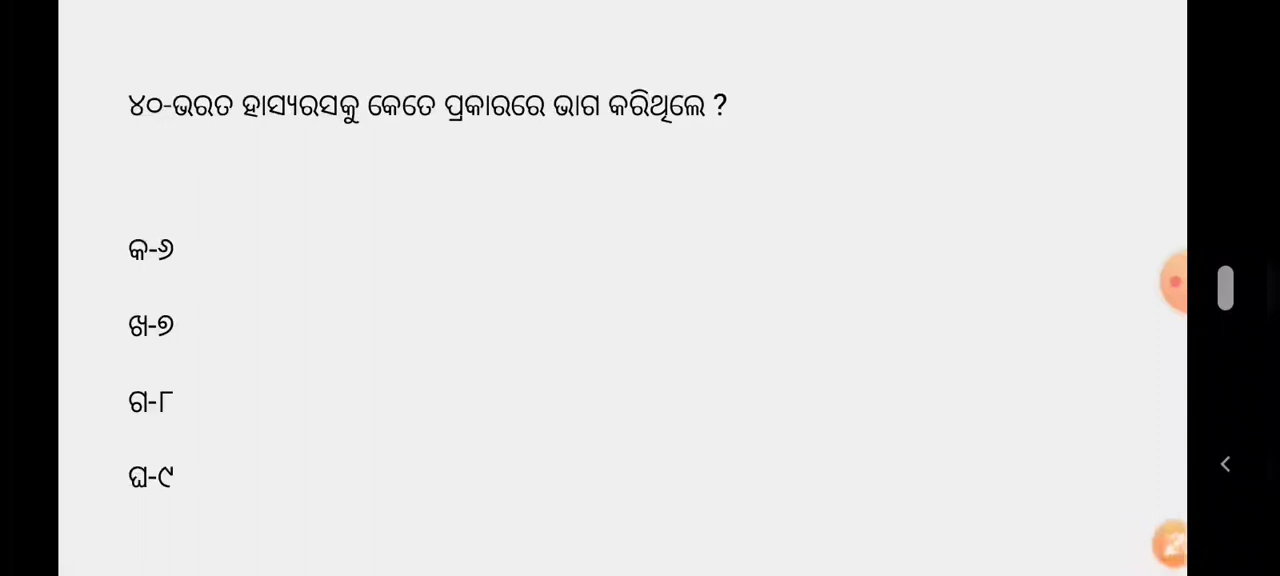 ୪୦-ଭରତ ହାସ୍ୟରସକୁ କେତେ ପ୍ରକାରରେ ଭାଗ କରିଥିଲେ ?
କ-୬
ଖ-୭
ଗ-୮
ଘ-୯